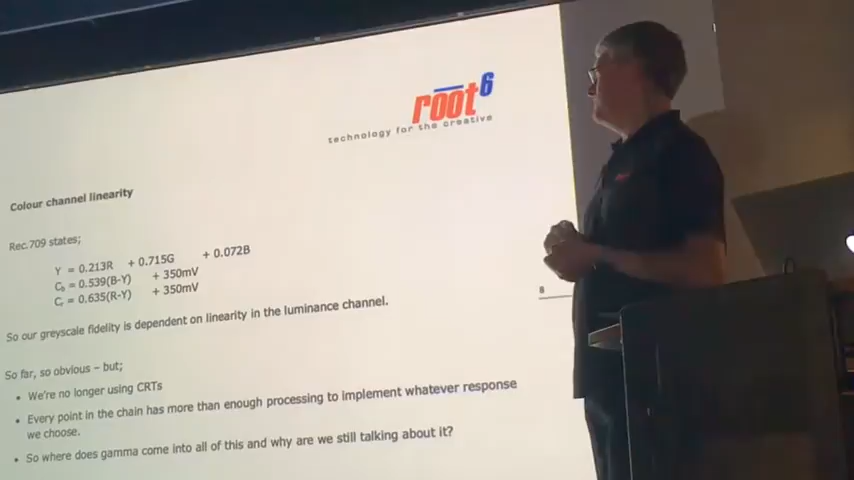 root6
technology for the creative
Colour channel linearity
Rec.709 states;
Y = 0.213R + 0.715G + 0.072B
Cb = 0.539(B-Y) + 350mV
Cr = 0.635(R-Y) + 350mV
8
So our greyscale fidelity is dependent on linearity in the luminance channel.
So far, so obvious – but;
• We're no longer using CRTs
• Every point in the chain has more than enough processing to implement whatever response
we choose.
• So where does gamma come into all of this and why are we still talking about it?